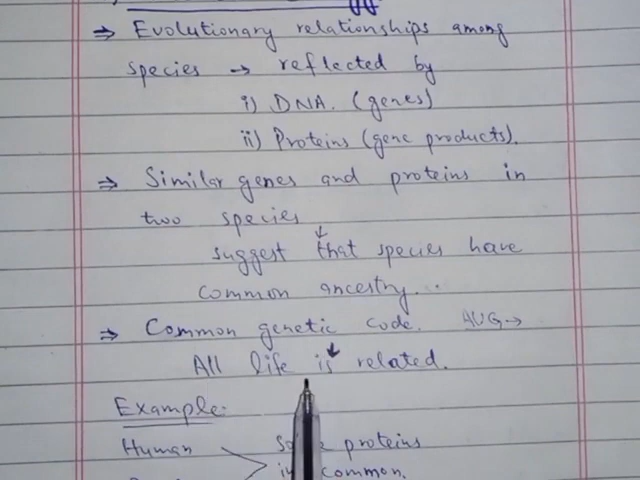 ⇒ Evolutionary relationships among
species → reflected by
i) DNA. (genes)
ii) Proteins (gene products).
⇒ Similar genes and proteins in
two species
↓
suggest that species have
common ancestry...
⇒ Common genetic code. AUG→
↓
All life is related.
Example:
Human
proteins
common.